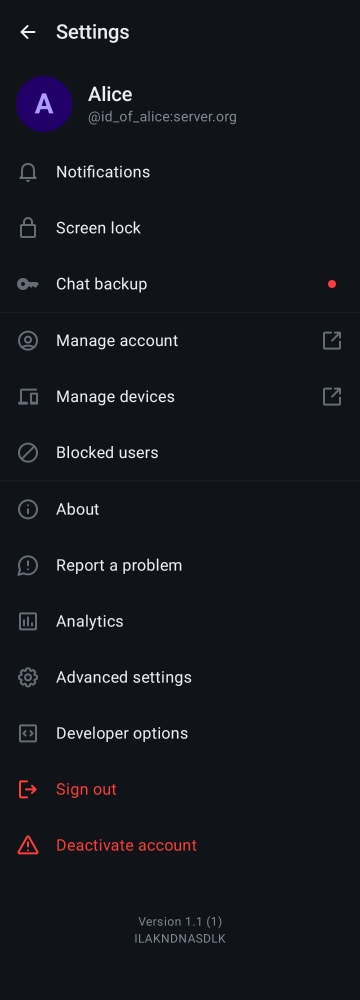 Settings
A
Alice
@id_of_alice:server.org
Notifications
Screen lock
Chat backup
Manage account
Manage devices
Blocked users
About
Report a problem
Analytics
Advanced settings
Developer options
Sign out
Deactivate account
Version 1.1 (1)
ILAKNDNASDLK